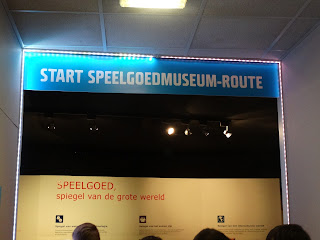 START SPEELGOEDMUSEUM-ROUTE
SPEELGOED,
spiegel van de grote wereld